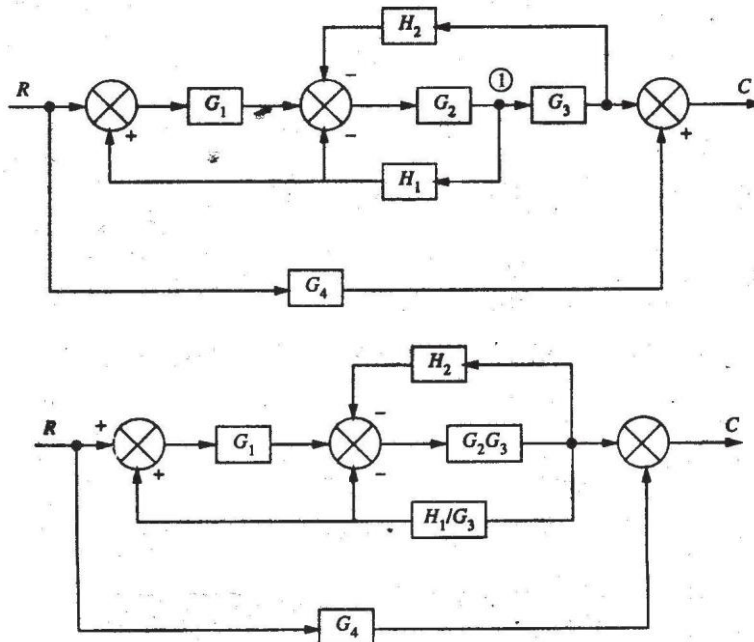 H₂
R
G₁
−
G₂
①
G₃
C
+
−
+
H₁
G₄
H₂
R
+
G₁
−
G₂G₃
C
+
−
H₁/G₃
G₄